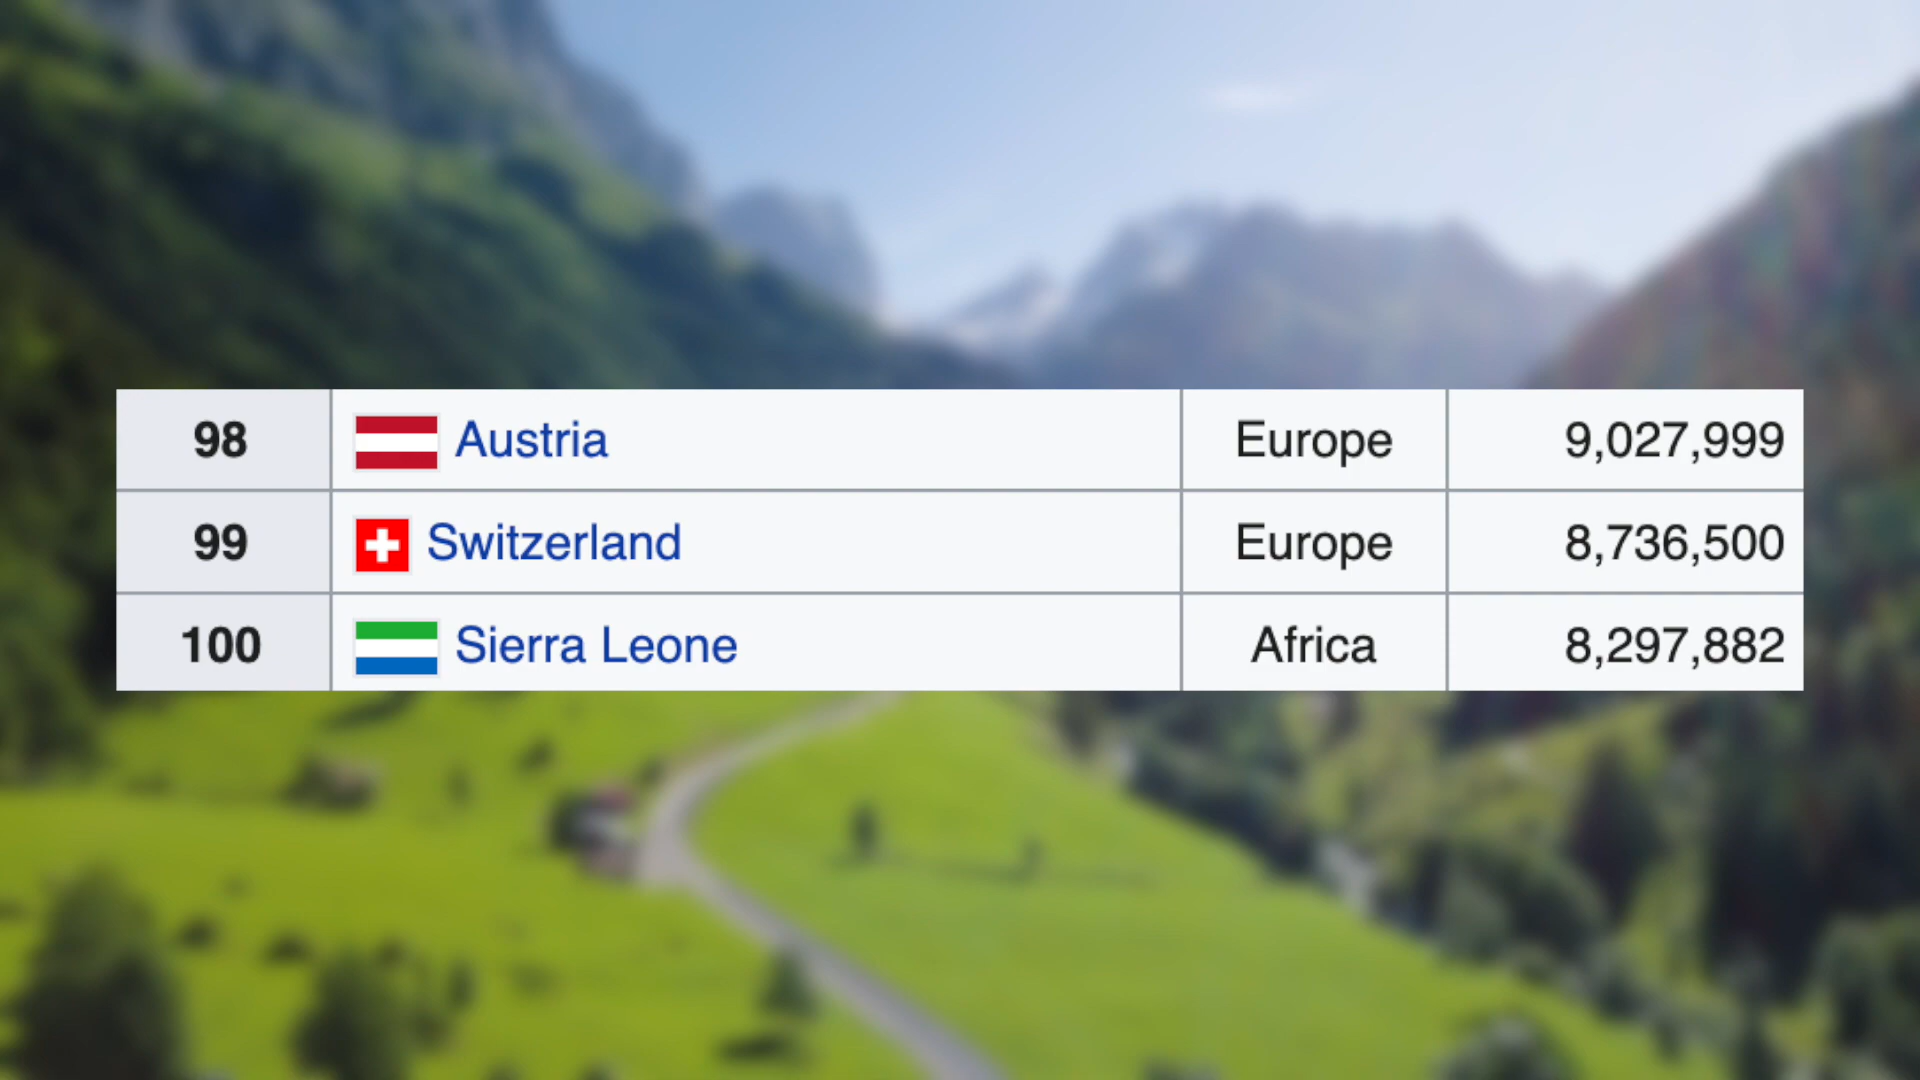 98 Austria Europe 9,027,999
99 Switzerland Europe 8,736,500
100 Sierra Leone Africa 8,297,882